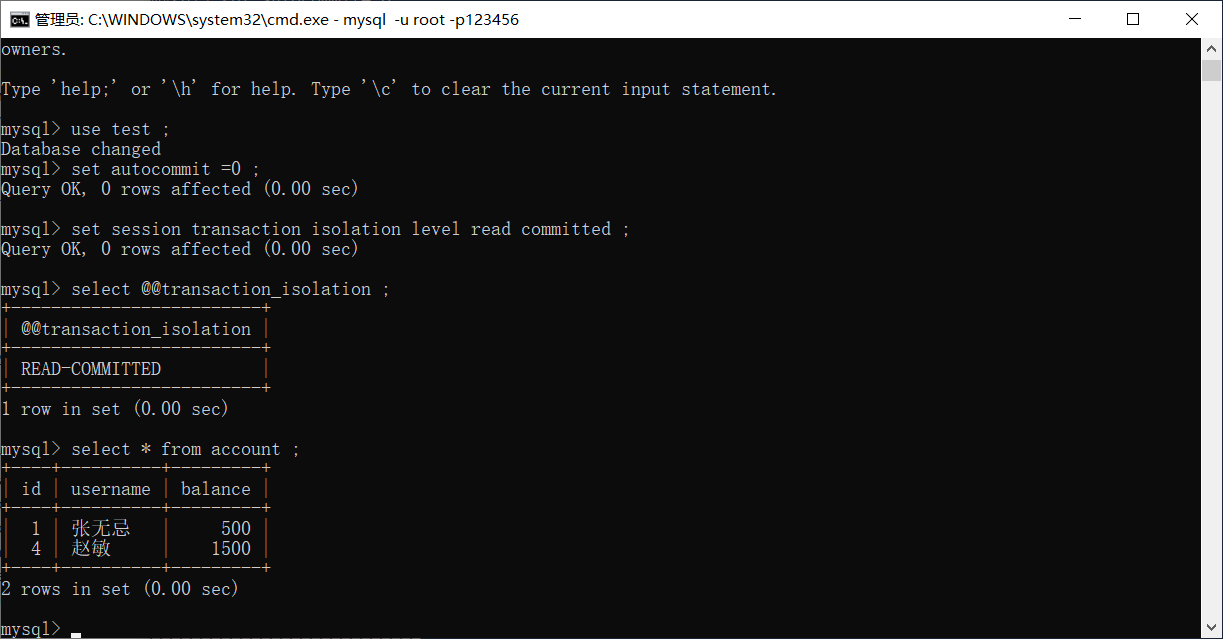 管理员: C:\WINDOWS\system32\cmd.exe - mysql  -u root -p123456
owners.
Type 'help;' or '\h' for help. Type '\c' to clear the current input statement.
mysql> use test ;
Database changed
mysql> set autocommit =0 ;
Query OK, 0 rows affected (0.00 sec)
mysql> set session transaction isolation level read committed ;
Query OK, 0 rows affected (0.00 sec)
mysql> select @@transaction_isolation ;
+-------------------------+
| @@transaction_isolation |
+-------------------------+
| READ-COMMITTED          |
+-------------------------+
1 row in set (0.00 sec)
mysql> select * from account ;
+----+----------+---------+
| id | username | balance |
+----+----------+---------+
|  1 | 张无忌   |     500 |
|  4 | 赵敏     |    1500 |
+----+----------+---------+
2 rows in set (0.00 sec)
mysql>